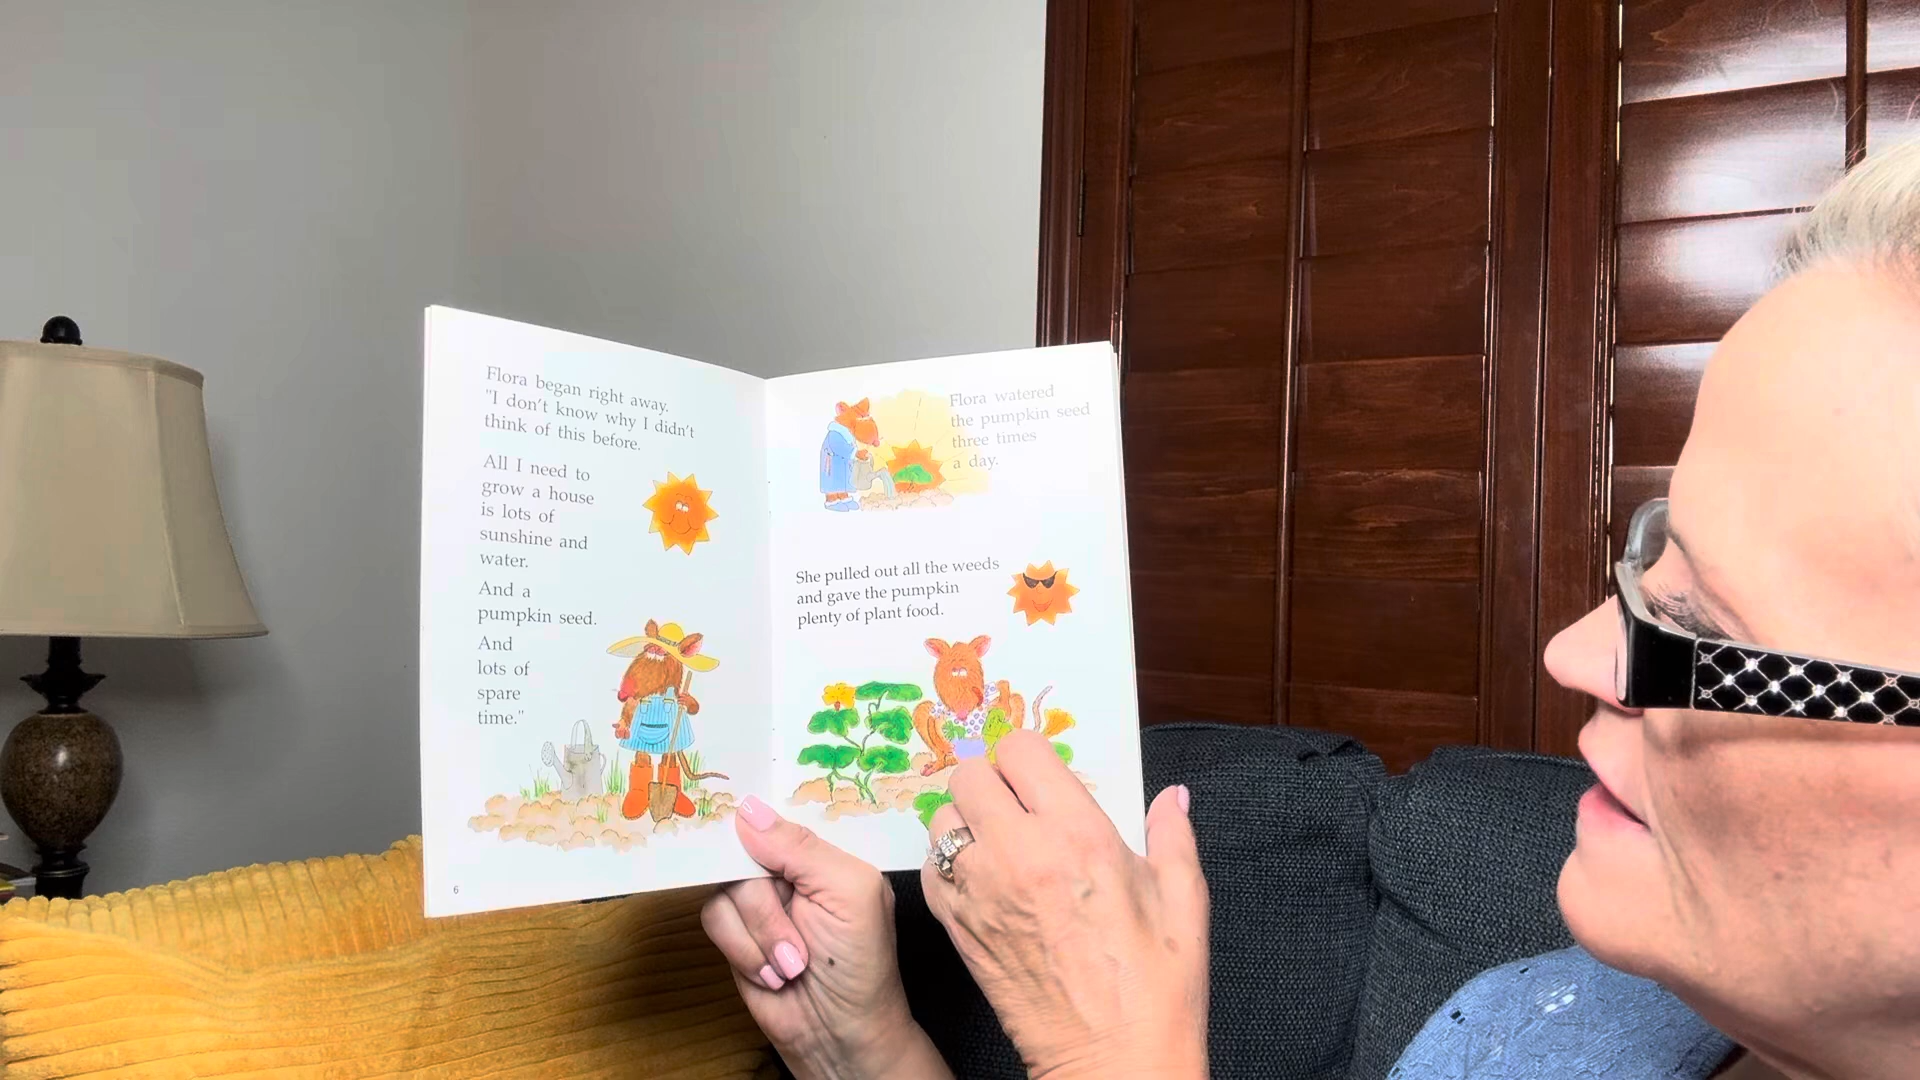 Flora began right away.
"I don't know why I didn't
think of this before.
All I need to
grow a house
is lots of
sunshine and
water.
And a
pumpkin seed.
And
lots of
spare
time."
6
Flora watered
the pumpkin seed
three times
a day.
She pulled out all the weeds
and gave the pumpkin
plenty of plant food.